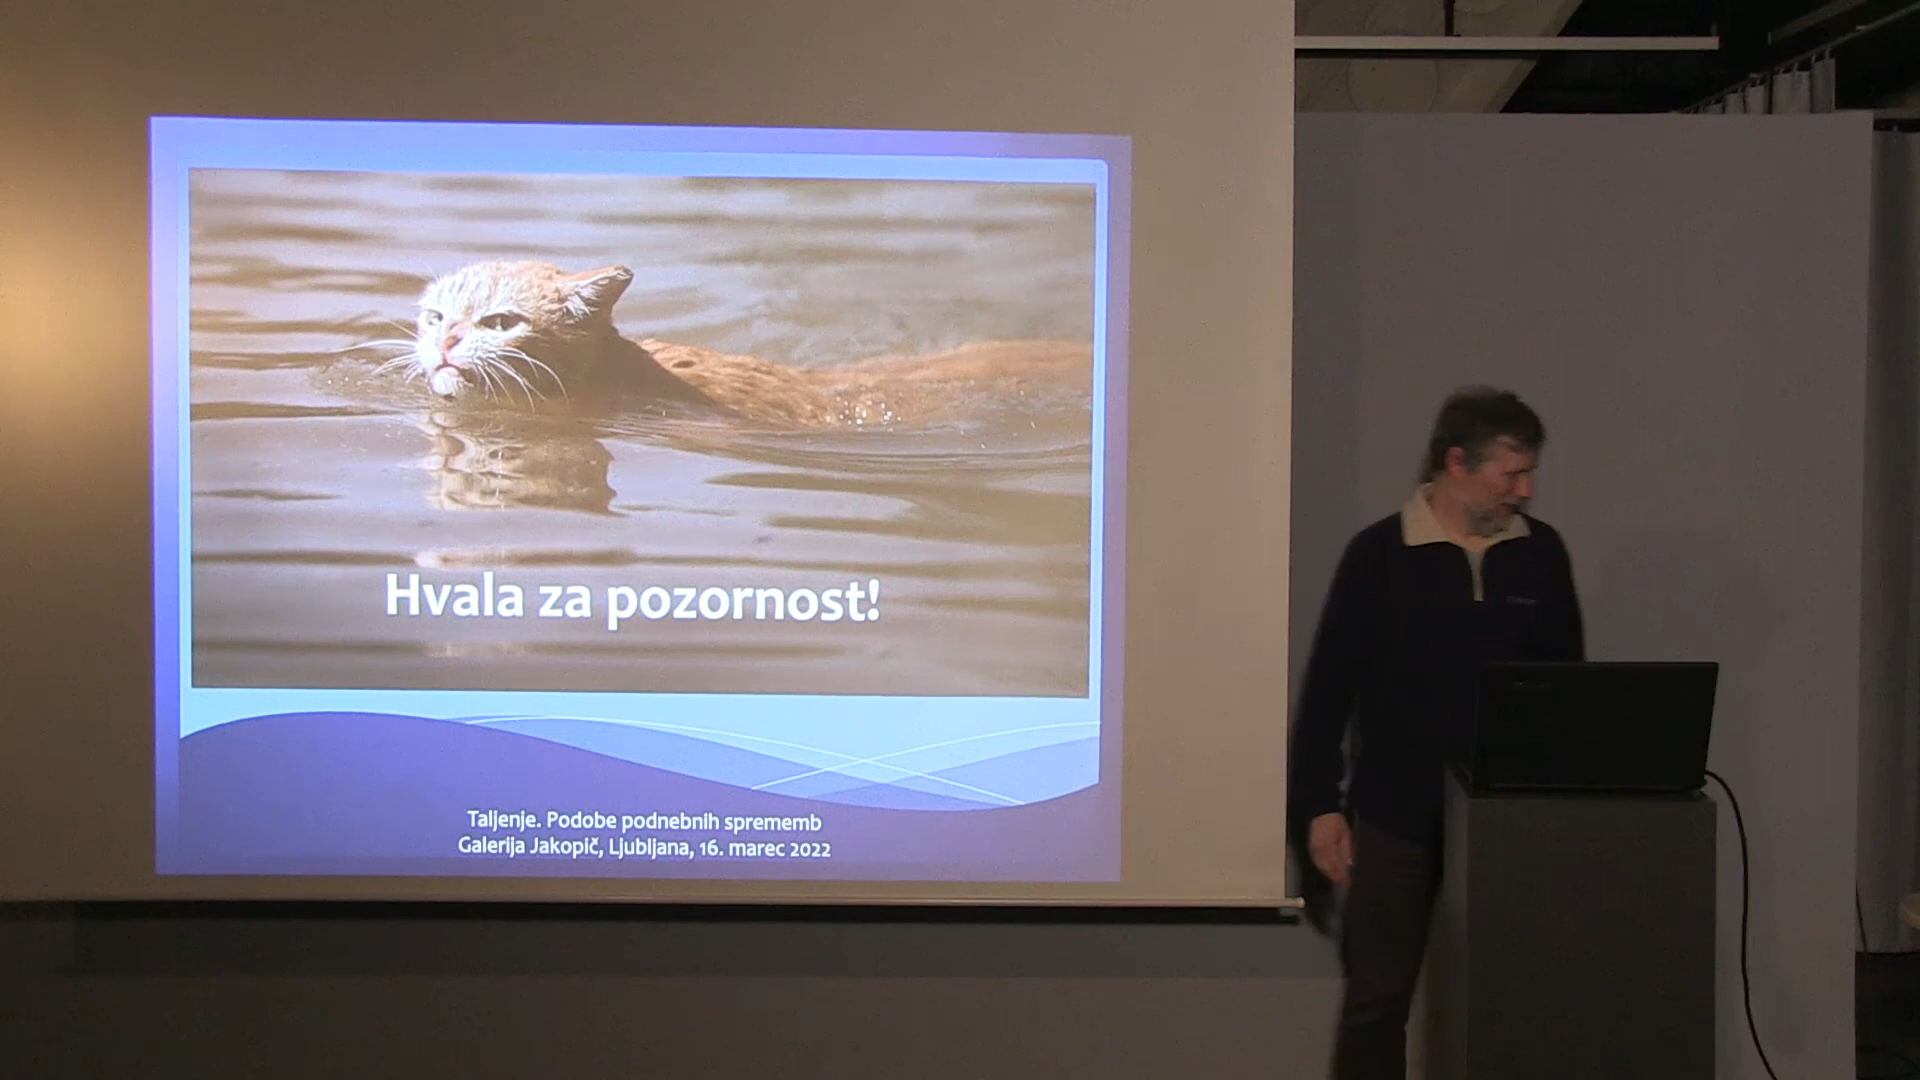 Hvala za pozornost!
Taljenje. Podobe podnebnih sprememb
Galerija Jakopič, Ljubljana, 16. marec 2022